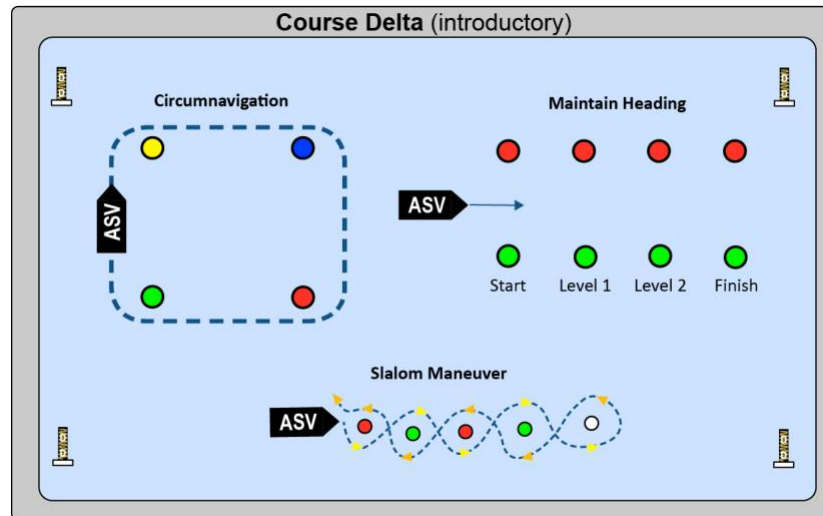 Course Delta (introductory)
Circumnavigation
Maintain Heading
ASV
ASV
Start Level 1 Level 2 Finish
Slalom Maneuver
ASV